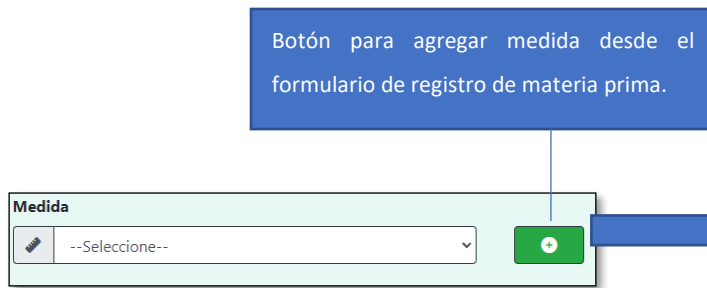 Botón para agregar medida desde el
formulario de registro de materia prima.
Medida
--Seleccione--